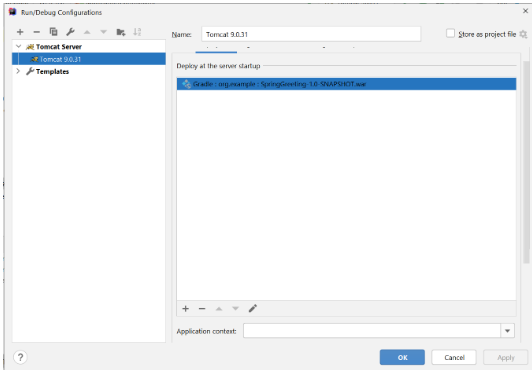 Run/Debug Configurations
Name: Tomcat 9.0.31
Store as project file
Tomcat Server
Tomcat 9.0.31
Templates
Deploy at the server startup
Gradle : org.example : SpringGreeting-1.0-SNAPSHOT.war
Application context:
?
OK Cancel Apply